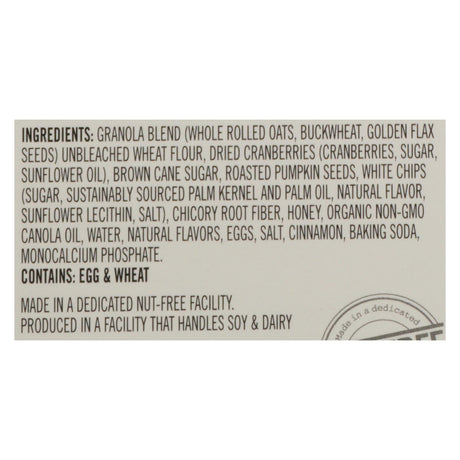 INGREDIENTS: GRANOLA BLEND (WHOLE ROLLED OATS, BUCKWHEAT, GOLDEN FLAX
SEEDS) UNBLEACHED WHEAT FLOUR, DRIED CRANBERRIES (CRANBERRIES, SUGAR,
SUNFLOWER OIL), BROWN CANE SUGAR, ROASTED PUMPKIN SEEDS, WHITE CHIPS
(SUGAR, SUSTAINABLY SOURCED PALM KERNEL AND PALM OIL, NATURAL FLAVOR,
SUNFLOWER LECITHIN, SALT), CHICORY ROOT FIBER, HONEY, ORGANIC NON-GMO
CANOLA OIL, WATER, NATURAL FLAVORS, EGGS, SALT, CINNAMON, BAKING SODA,
MONOCALCIUM PHOSPHATE.
CONTAINS: EGG & WHEAT
MADE IN A DEDICATED NUT-FREE FACILITY.
PRODUCED IN A FACILITY THAT HANDLES SOY & DAIRY
Made in a dedicated